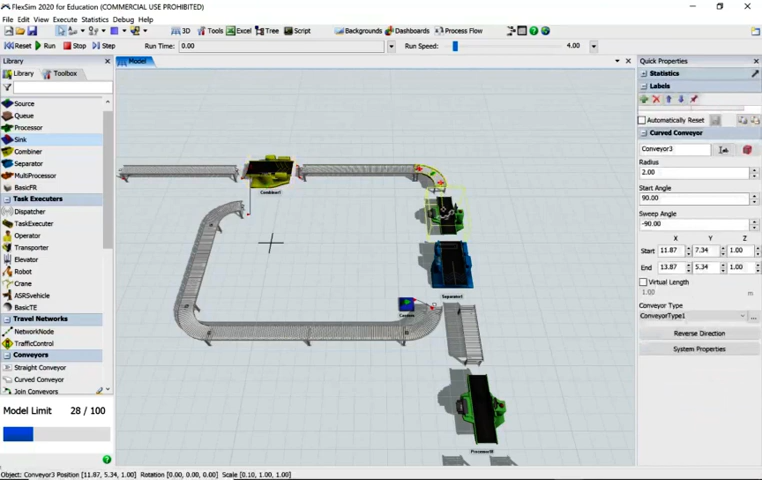 FlexSim 2020 for Education (COMMERCIAL USE PROHIBITED)
File Edit View Execute Statistics Debug Help
3D Tools Excel Tree Script Backgrounds Dashboards Process Flow
Reset Run Stop Step Run Time: 0.00 Run Speed: 4.00
Library
Model
Quick Properties
Library Toolbox
Statistics
Labels
Source
Queue
Processor
Sink
Combiner
Separator
MultiProcessor
BasicFR
Task Executers
Dispatcher
TaskExecuter
Operator
Transporter
Elevator
Robot
Crane
ASRSvehicle
BasicTE
Travel Networks
NetworkNode
TrafficControl
Conveyors
Straight Conveyor
Curved Conveyor
Join Conveyors
Model Limit 28 / 100
Automatically Reset
Curved Conveyor
Conveyor3
Radius
2.00
Start Angle
90.00
Sweep Angle
-90.00
X Y Z
Start 11.87 7.34 1.00
End 13.87 5.34 1.00
Virtual Length
1.00 m
Conveyor Type
ConveyorType1
...
Reverse Direction
System Properties
Object: Conveyor3 Position [11.87, 5.34, 1.00] Rotation [0.00, 0.00, 0.00] Scale [0.10, 1.00, 1.00]